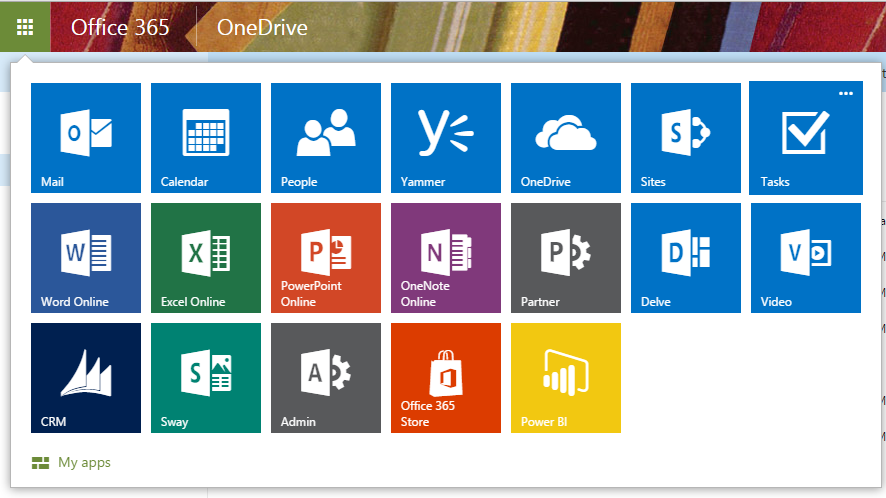 Office 365
OneDrive
Mail
Calendar
People
Yammer
OneDrive
Sites
Tasks
Word Online
Excel Online
PowerPoint
Online
OneNote
Online
Partner
Delve
Video
CRM
Sway
Admin
Office 365
Store
Power BI
My apps